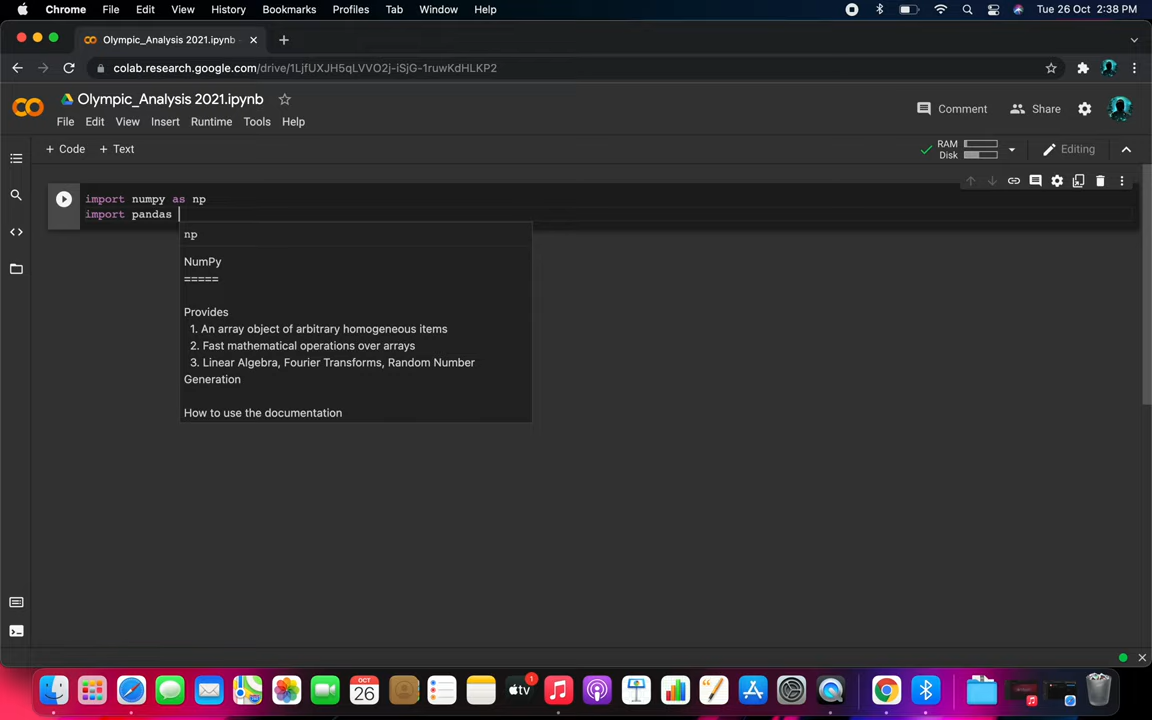 Chrome File Edit View History Bookmarks Profiles Tab Window Help Tue 26 Oct 2:38 PM
Olympic_Analysis 2021.ipynb
colab.research.google.com/drive/1LjfUXJH5qLVVO2j-iSjG-1ruwKdHLKP2
Olympic_Analysis 2021.ipynb
Comment Share
File Edit View Insert Runtime Tools Help
+ Code + Text
RAM
Disk
Editing
import numpy as np
import pandas
np
NumPy
=====
Provides
1. An array object of arbitrary homogeneous items
2. Fast mathematical operations over arrays
3. Linear Algebra, Fourier Transforms, Random Number
Generation
How to use the documentation
OCT
26
tv
1